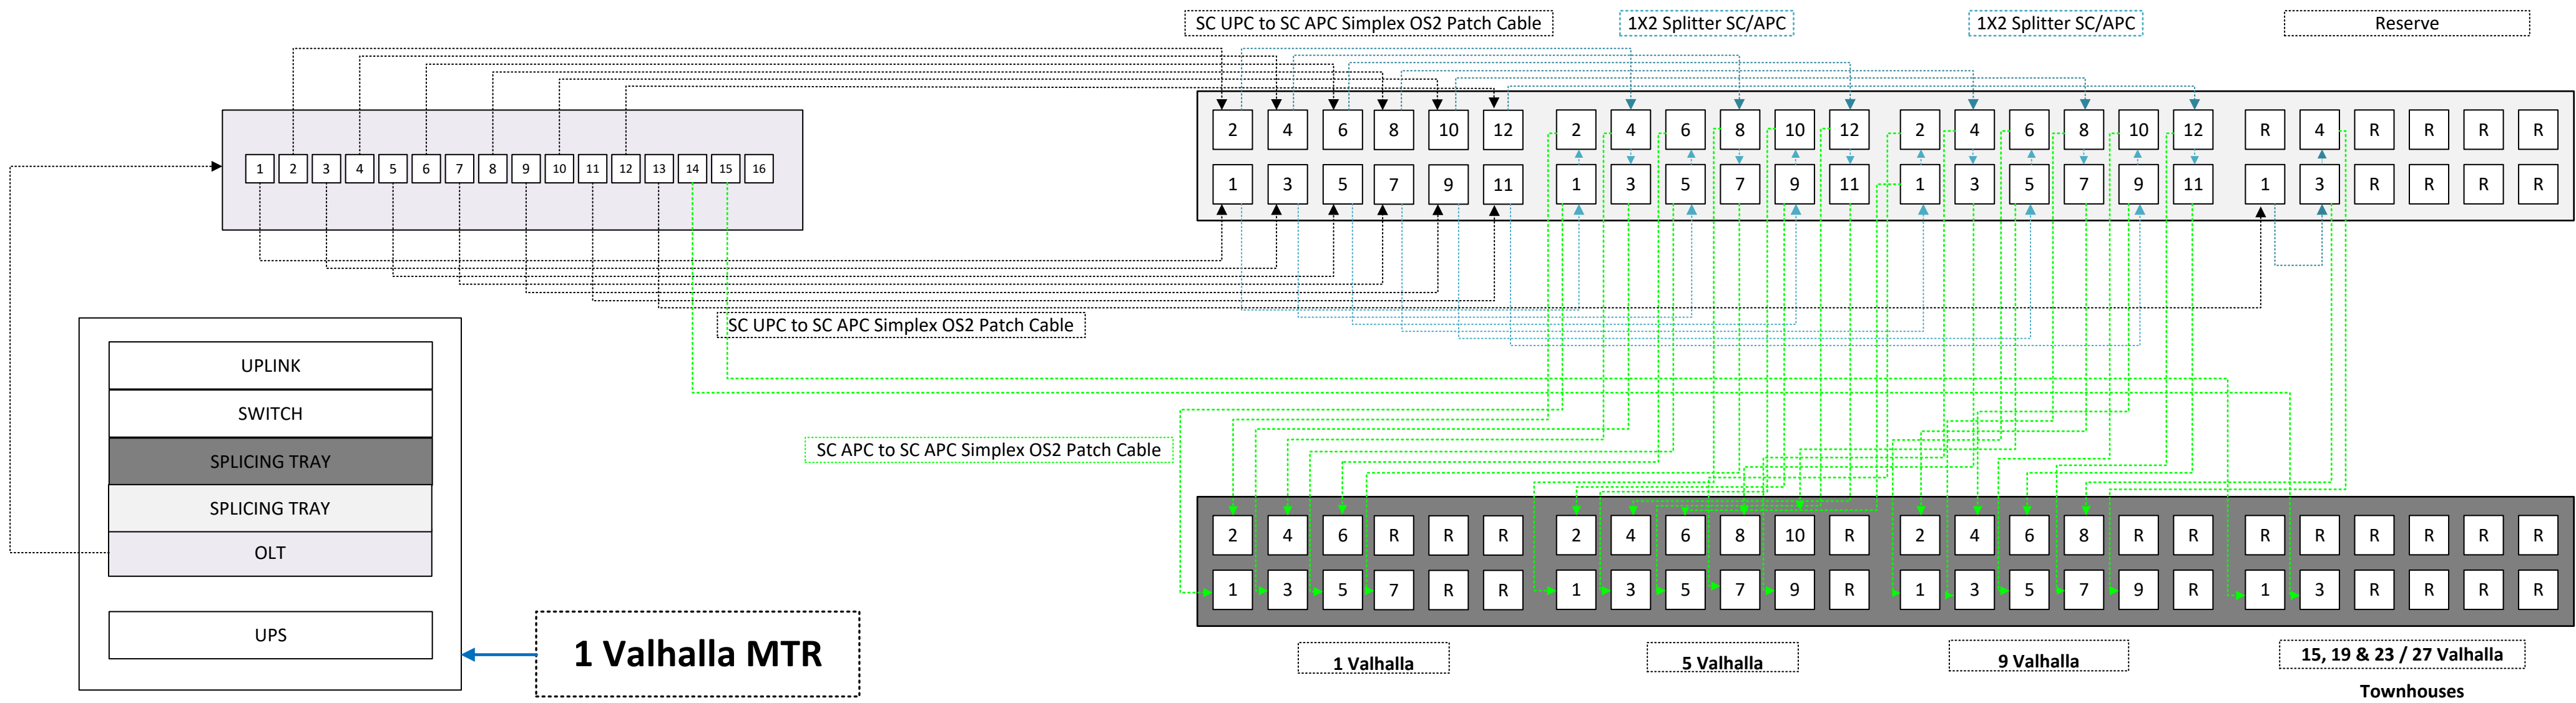 SC UPC to SC APC Simplex OS2 Patch Cable 1X2 Splitter SC/APC 1X2 Splitter SC/APC Reserve
2 4 6 8 10 12 2 4 6 8 10 12 2 4 6 8 10 12 R 4 R R R R
1 2 3 4 5 6 7 8 9 10 11 12 13 14 15 16
1 3 5 7 9 11 1 3 5 7 9 11 1 3 5 7 9 11 1 3 R R R R
SC UPC to SC APC Simplex OS2 Patch Cable
UPLINK
SWITCH
SC APC to SC APC Simplex OS2 Patch Cable
SPLICING TRAY
SPLICING TRAY
OLT
2 4 6 R R R 2 4 6 8 10 R 2 4 6 8 R R R R R R R R
1 3 5 7 R R 1 3 5 7 9 R 1 3 5 7 9 R 1 3 R R R R
UPS
1 Valhalla MTR
1 Valhalla 5 Valhalla 9 Valhalla 15, 19 & 23 / 27 Valhalla
Townhouses